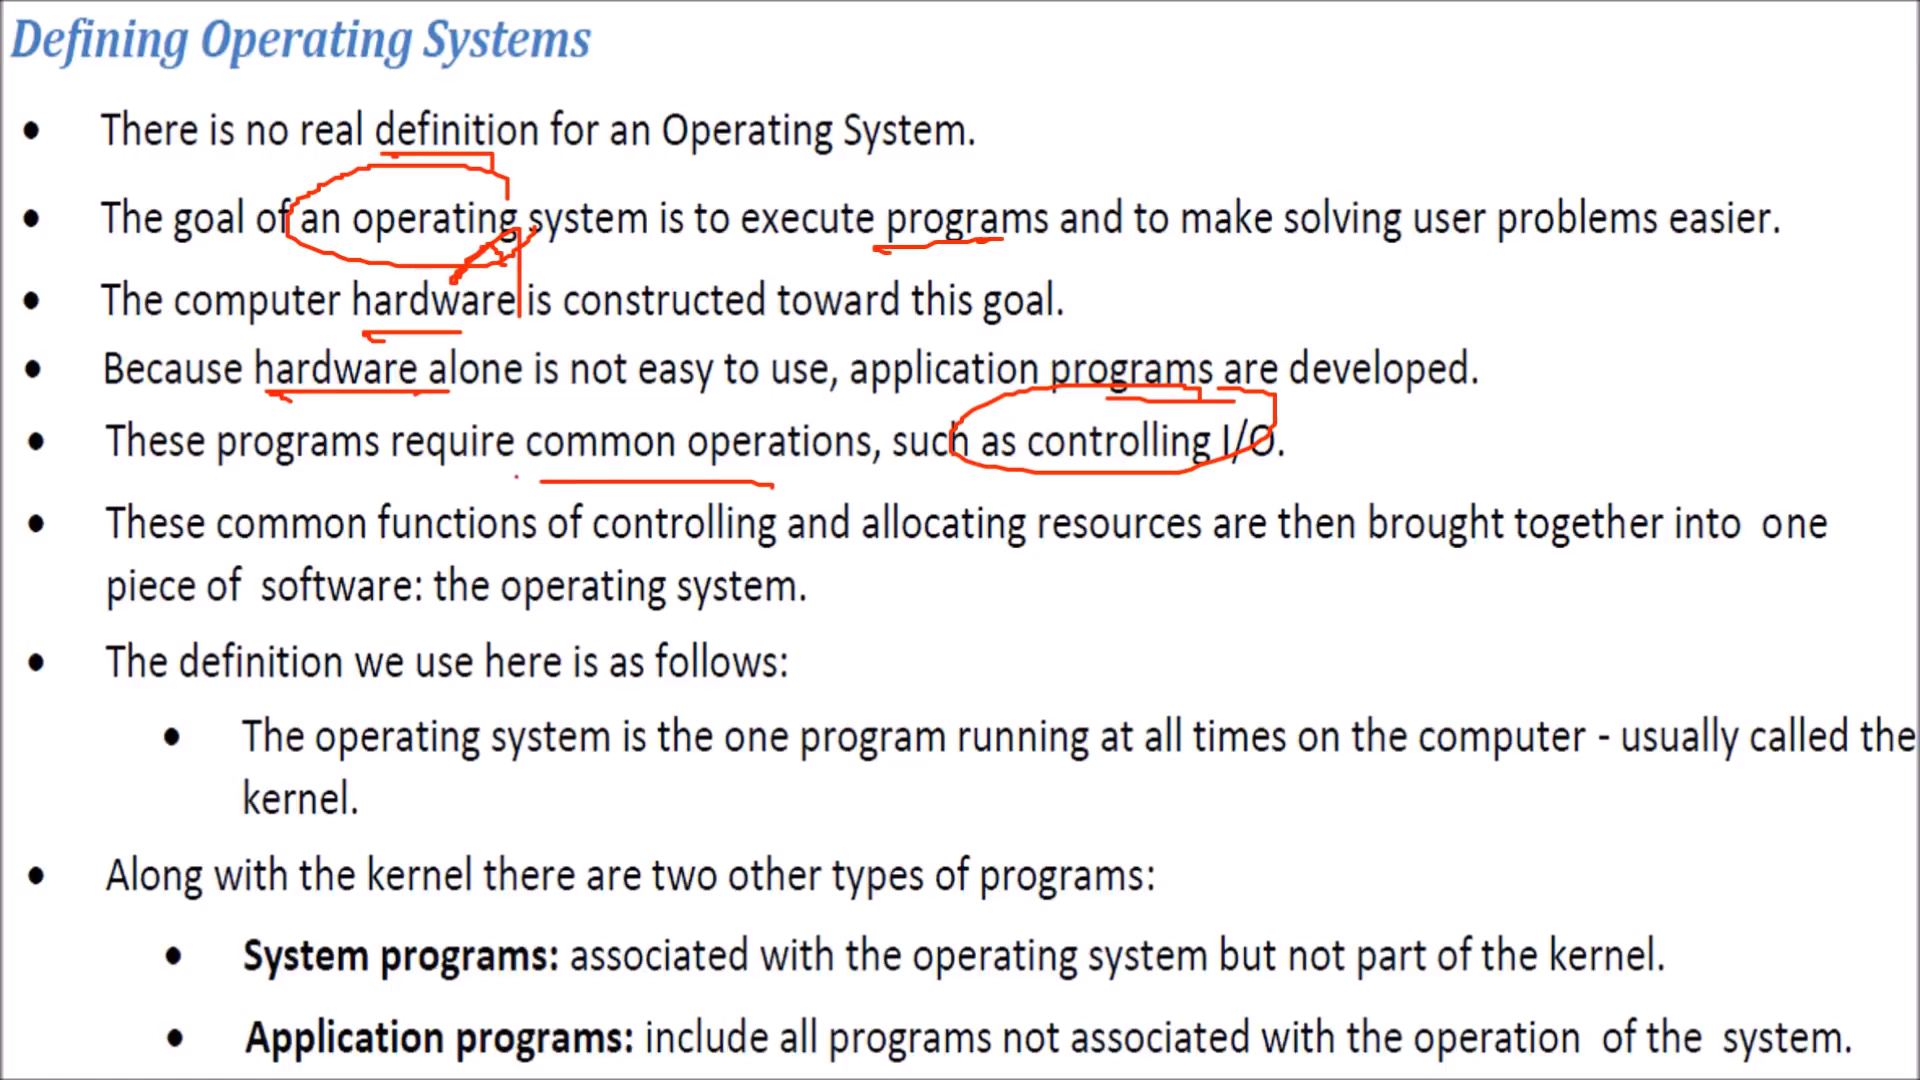 Defining Operating Systems
• There is no real definition for an Operating System.
• The goal of an operating system is to execute programs and to make solving user problems easier.
• The computer hardware is constructed toward this goal.
• Because hardware alone is not easy to use, application programs are developed.
• These programs require common operations, such as controlling I/O.
• These common functions of controlling and allocating resources are then brought together into one
piece of software: the operating system.
• The definition we use here is as follows:
• The operating system is the one program running at all times on the computer - usually called the
kernel.
• Along with the kernel there are two other types of programs:
• System programs: associated with the operating system but not part of the kernel.
• Application programs: include all programs not associated with the operation of the system.